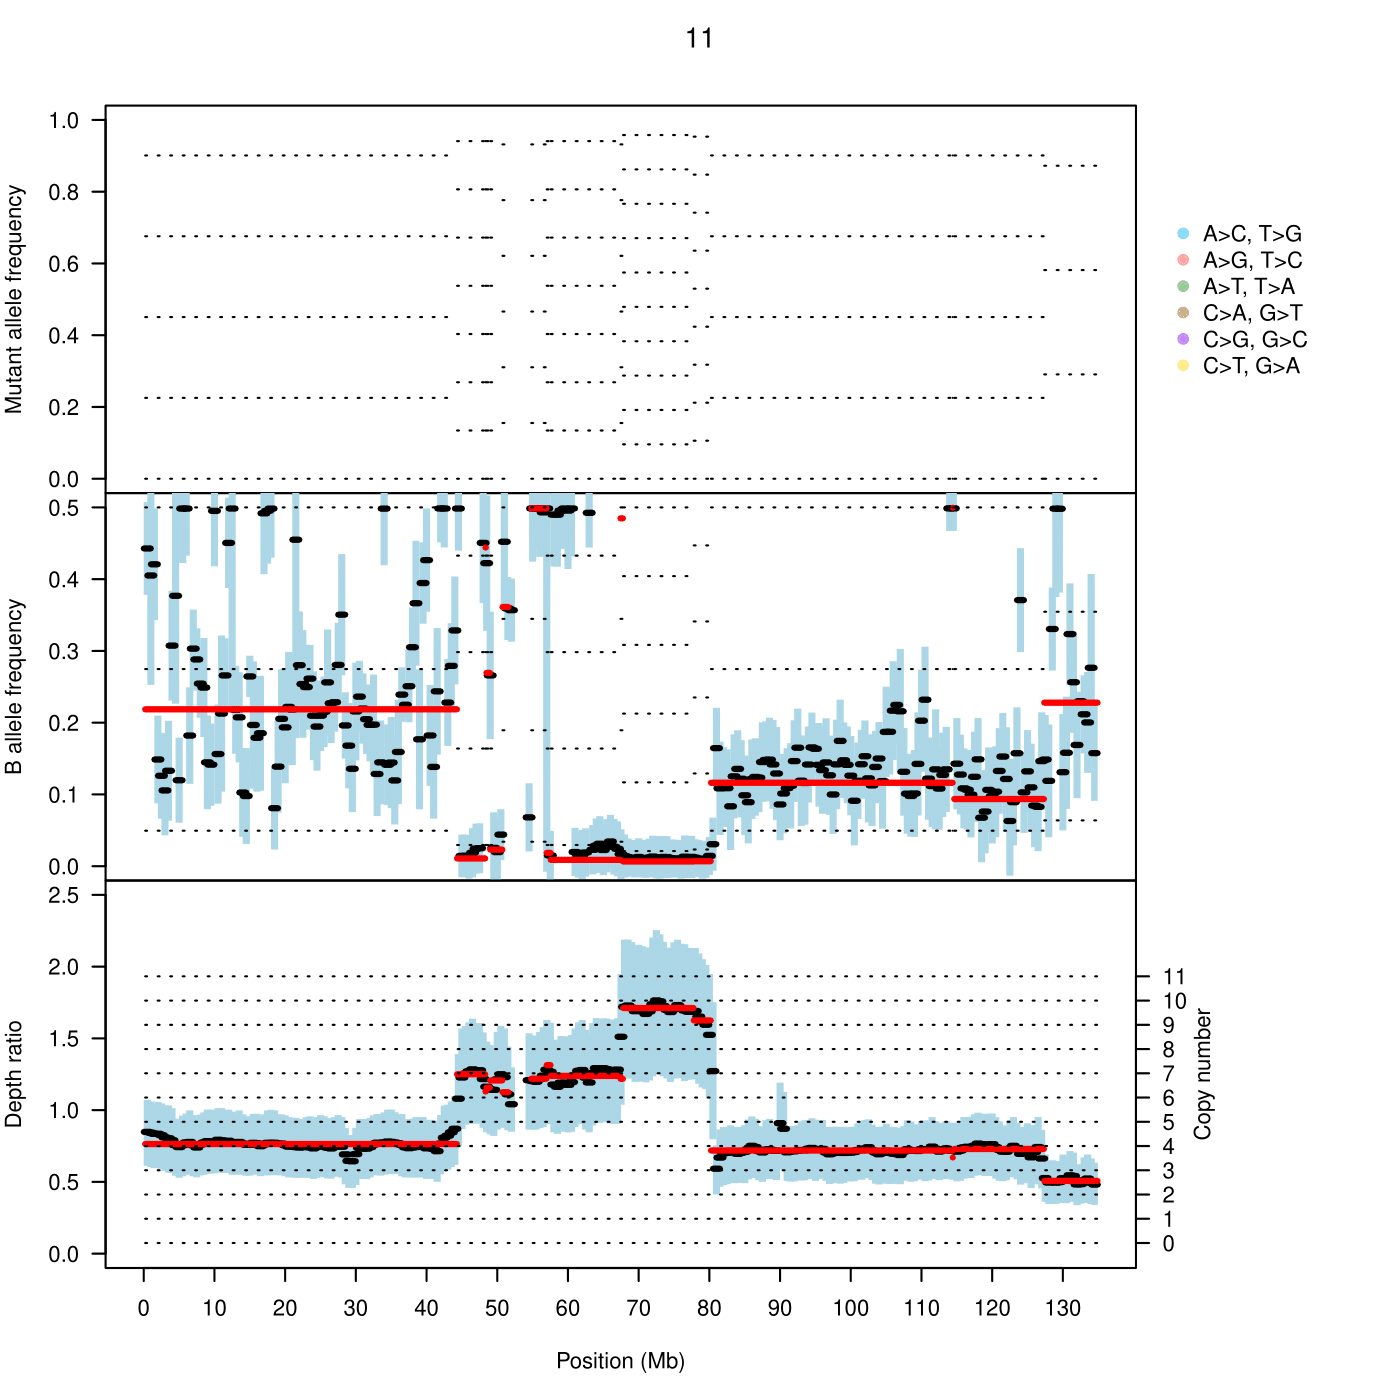 11
Mutant allele frequency
1.0
0.8
0.6
0.4
0.2
0.0
A>C, T>G
A>G, T>C
A>T, T>A
C>A, G>T
C>G, G>C
C>T, G>A
B allele frequency
0.5
0.4
0.3
0.2
0.1
0.0
Depth ratio
2.5
2.0
1.5
1.0
0.5
0.0
11
10
9
8
7
6
5
4
3
2
1
0
Copy number
0 10 20 30 40 50 60 70 80 90 100 110 120 130
Position (Mb)